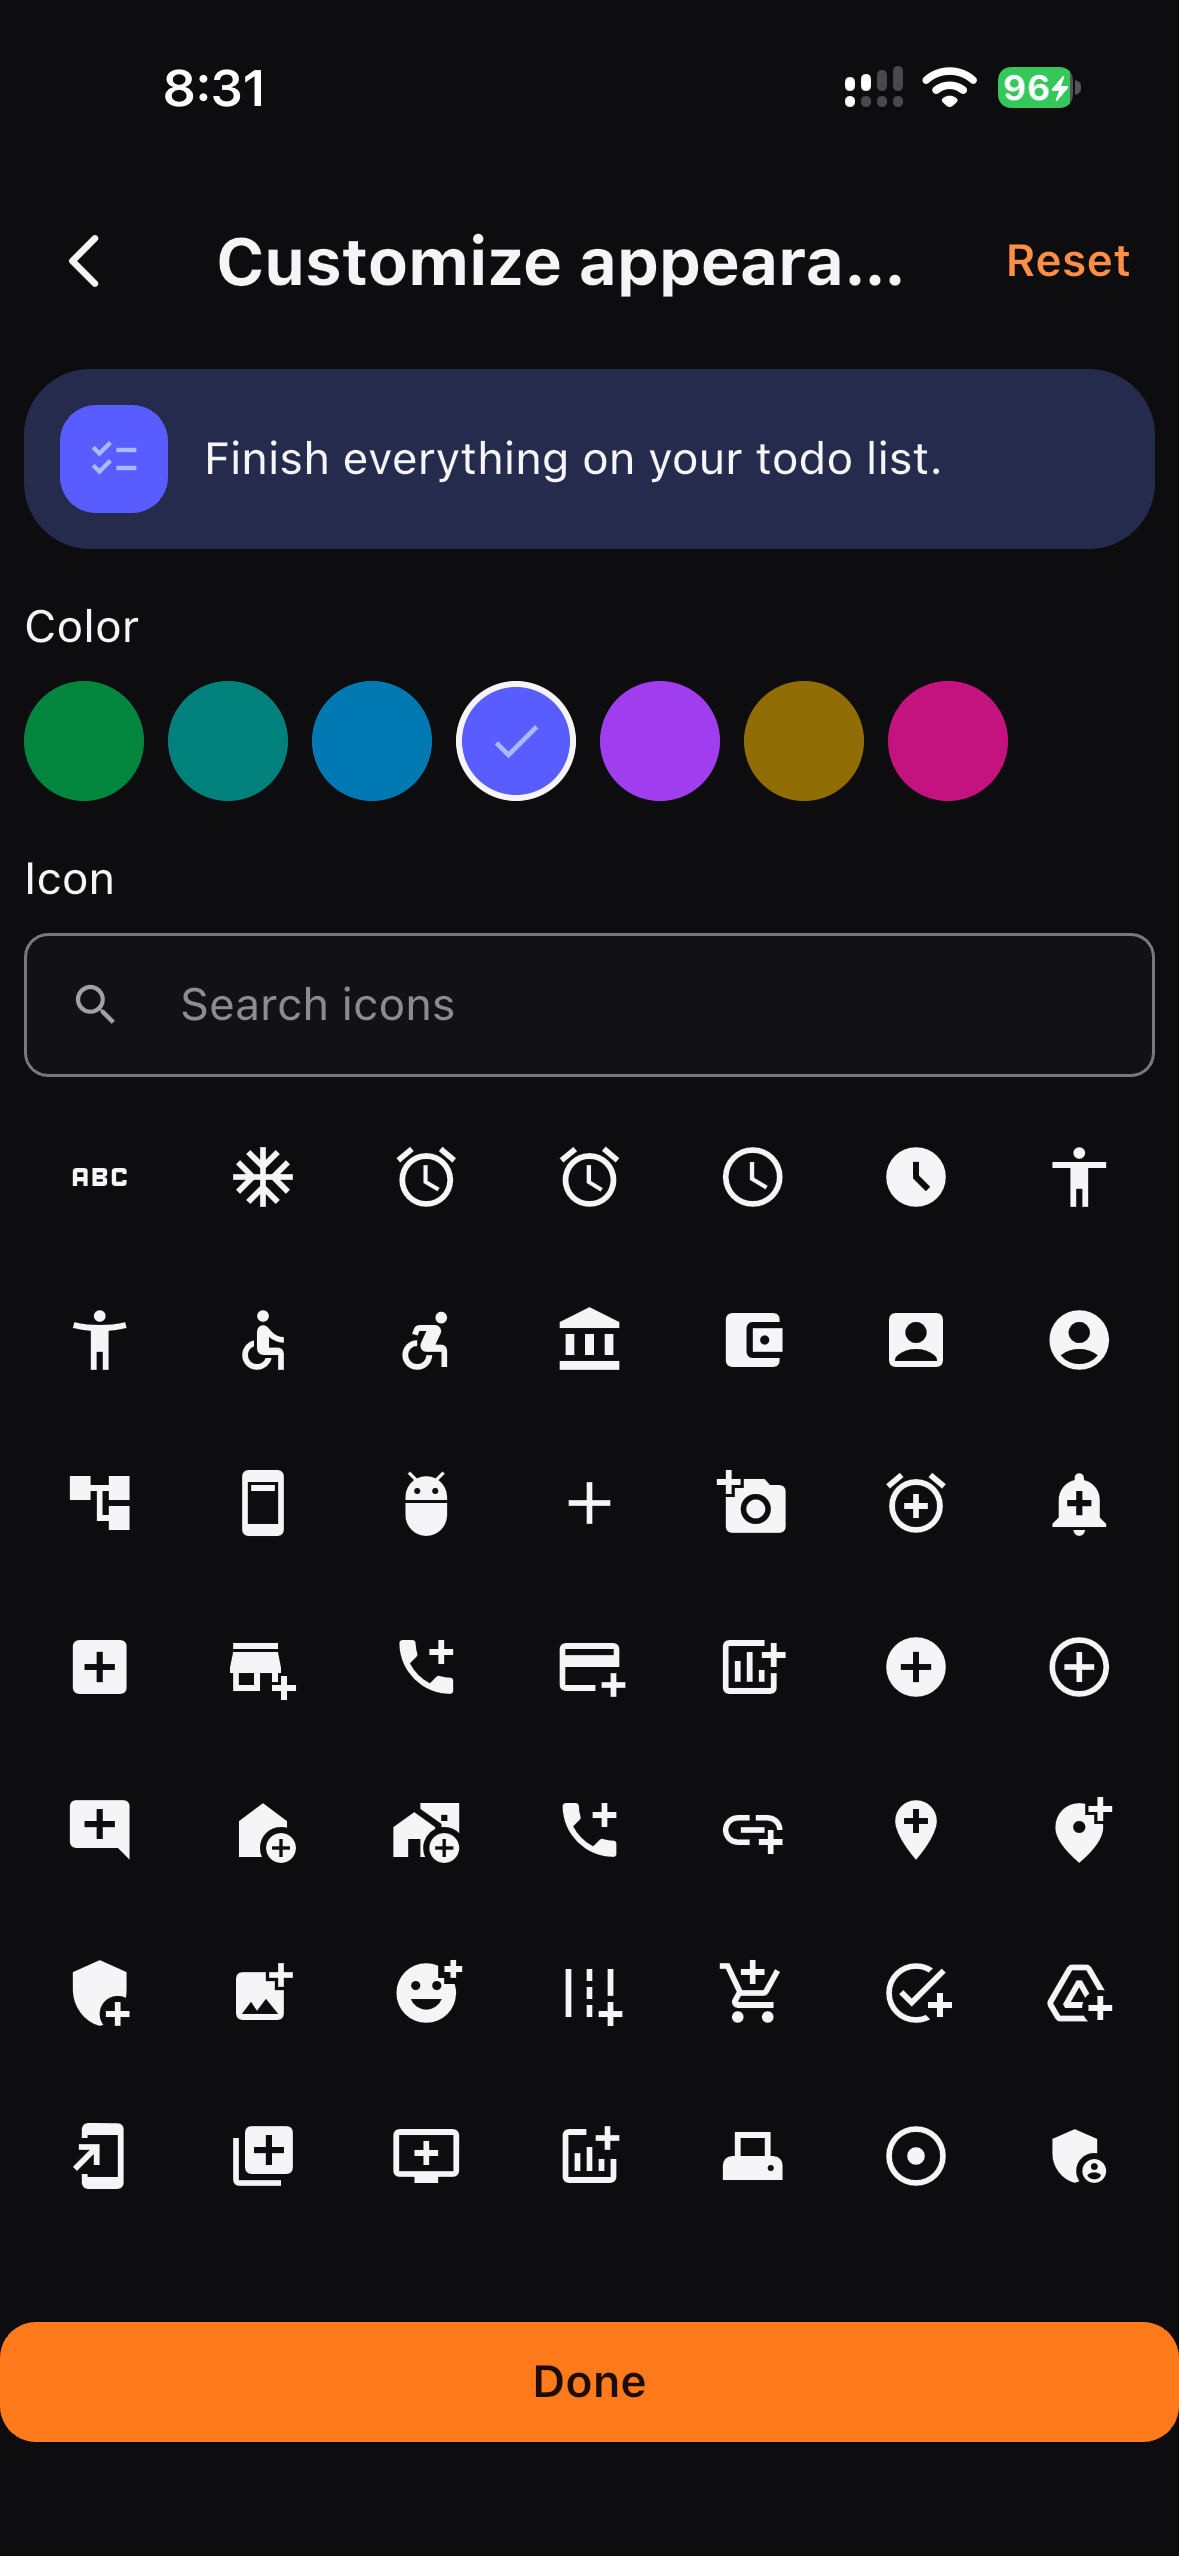 8:31
96
Customize appeara...
Reset
Finish everything on your todo list.
Color
Icon
Search icons
ABC
Done